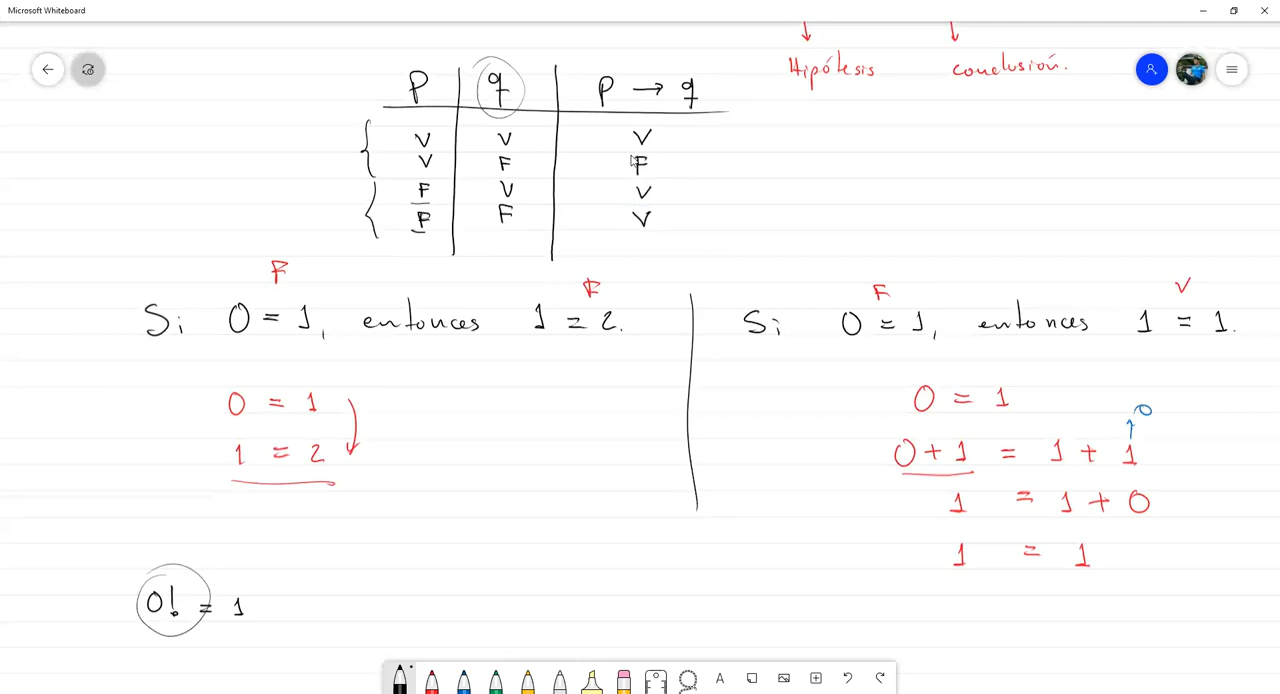 Microsoft Whiteboard
Hipótesis conclusión.
P q P → q
V V V
V F F
F V V
F F V
F F
Si 0 = 1, entonces 1 = 2.
0 = 1
1 = 2
F V
Si 0 = 1, entonces 1 = 1.
0 = 1
0
0 + 1 = 1 + 1
1 = 1 + 0
1 = 1
0! = 1
A